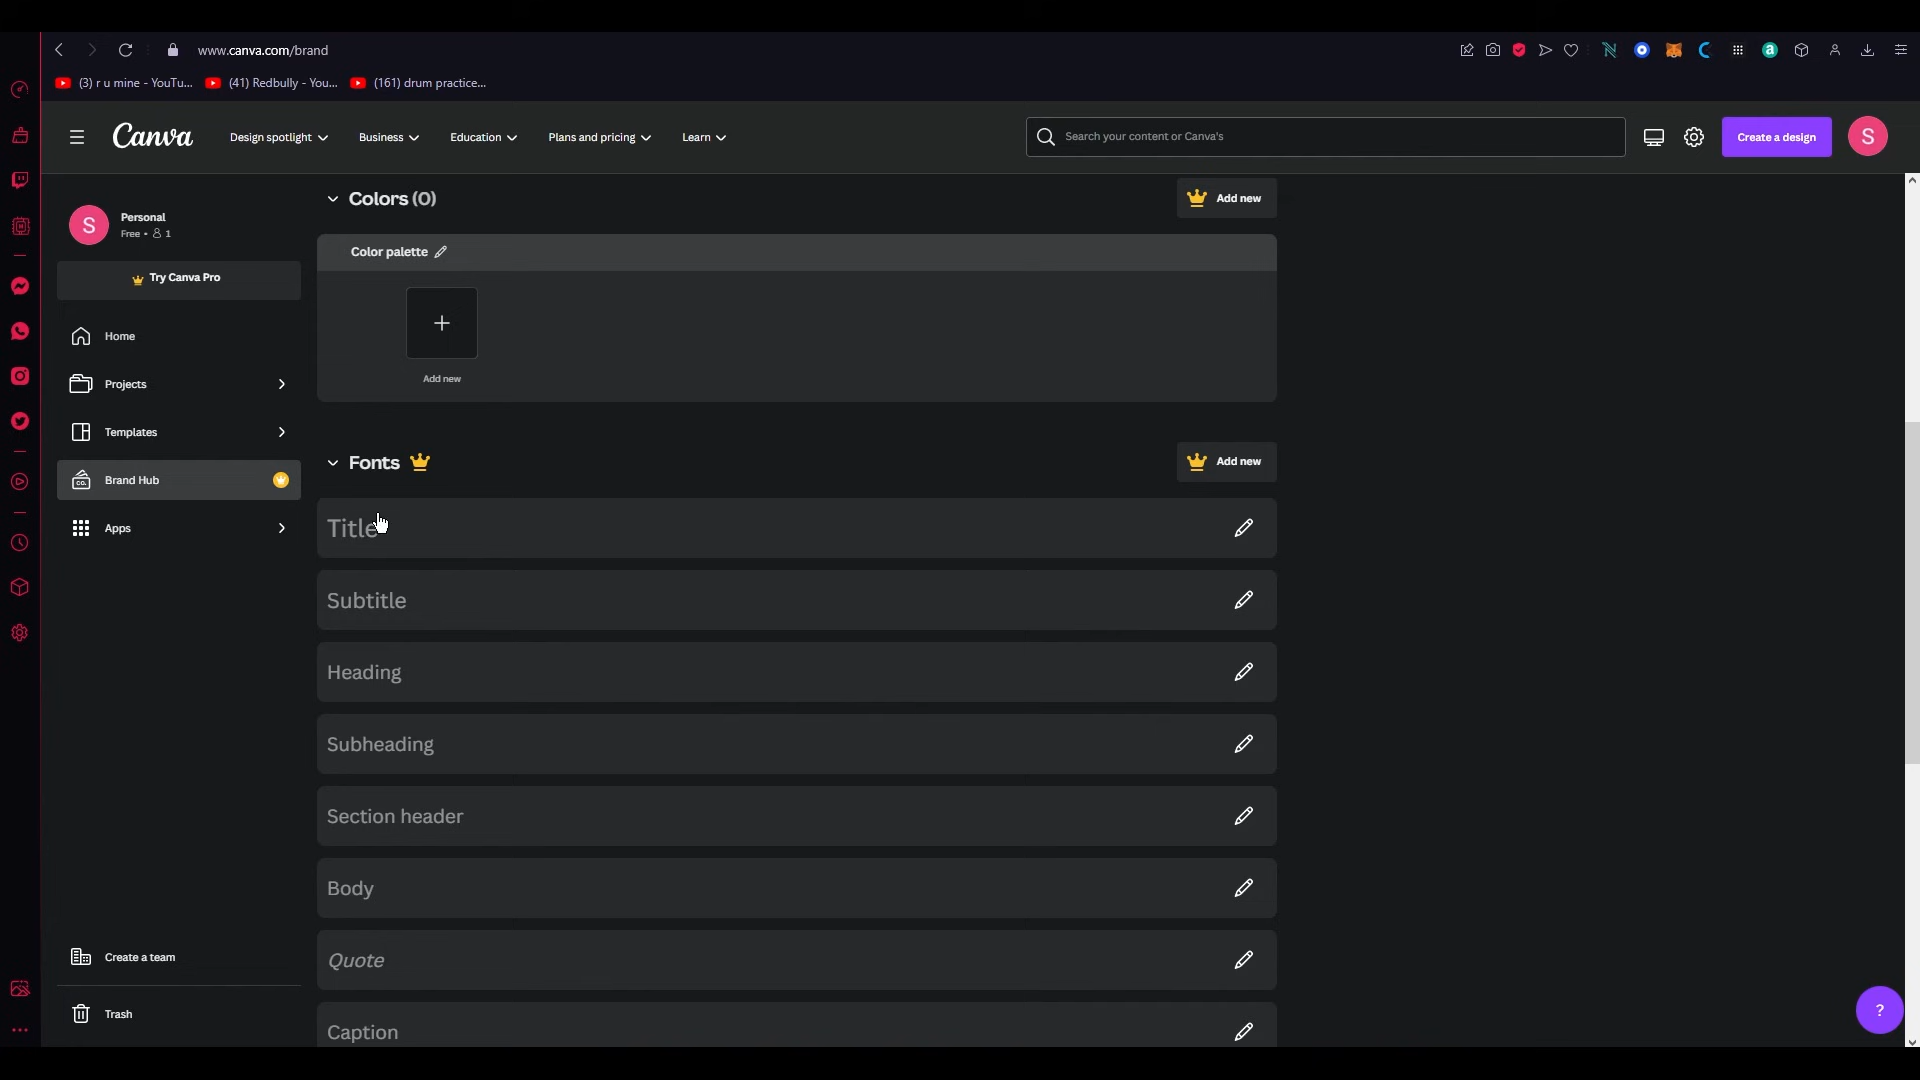 www.canva.com/brand
(3) r u mine - YouTu...
(41) Redbully - You...
(161) drum practice...
Canva
Design spotlight
Business
Education
Plans and pricing
Learn
Search your content or Canva's
Create a design
S
S
Personal
Free • 1
Try Canva Pro
Home
Projects
Templates
CO.
Brand Hub
Apps
Create a team
Trash
Colors (0)
Add new
Color palette
Add new
Fonts
Add new
Title
Subtitle
Heading
Subheading
Section header
Body
Quote
Caption
a
?